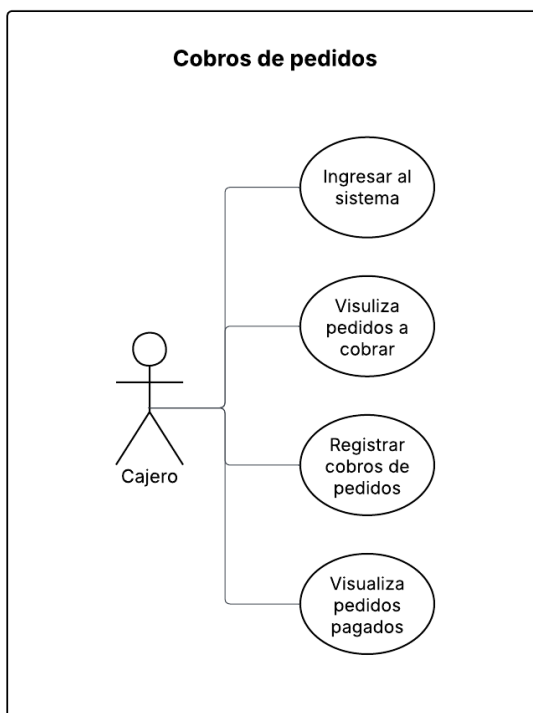 Cobros de pedidos
Ingresar al
sistema
Visuliza
pedidos a
cobrar
Cajero
Registrar
cobros de
pedidos
Visualiza
pedidos
pagados